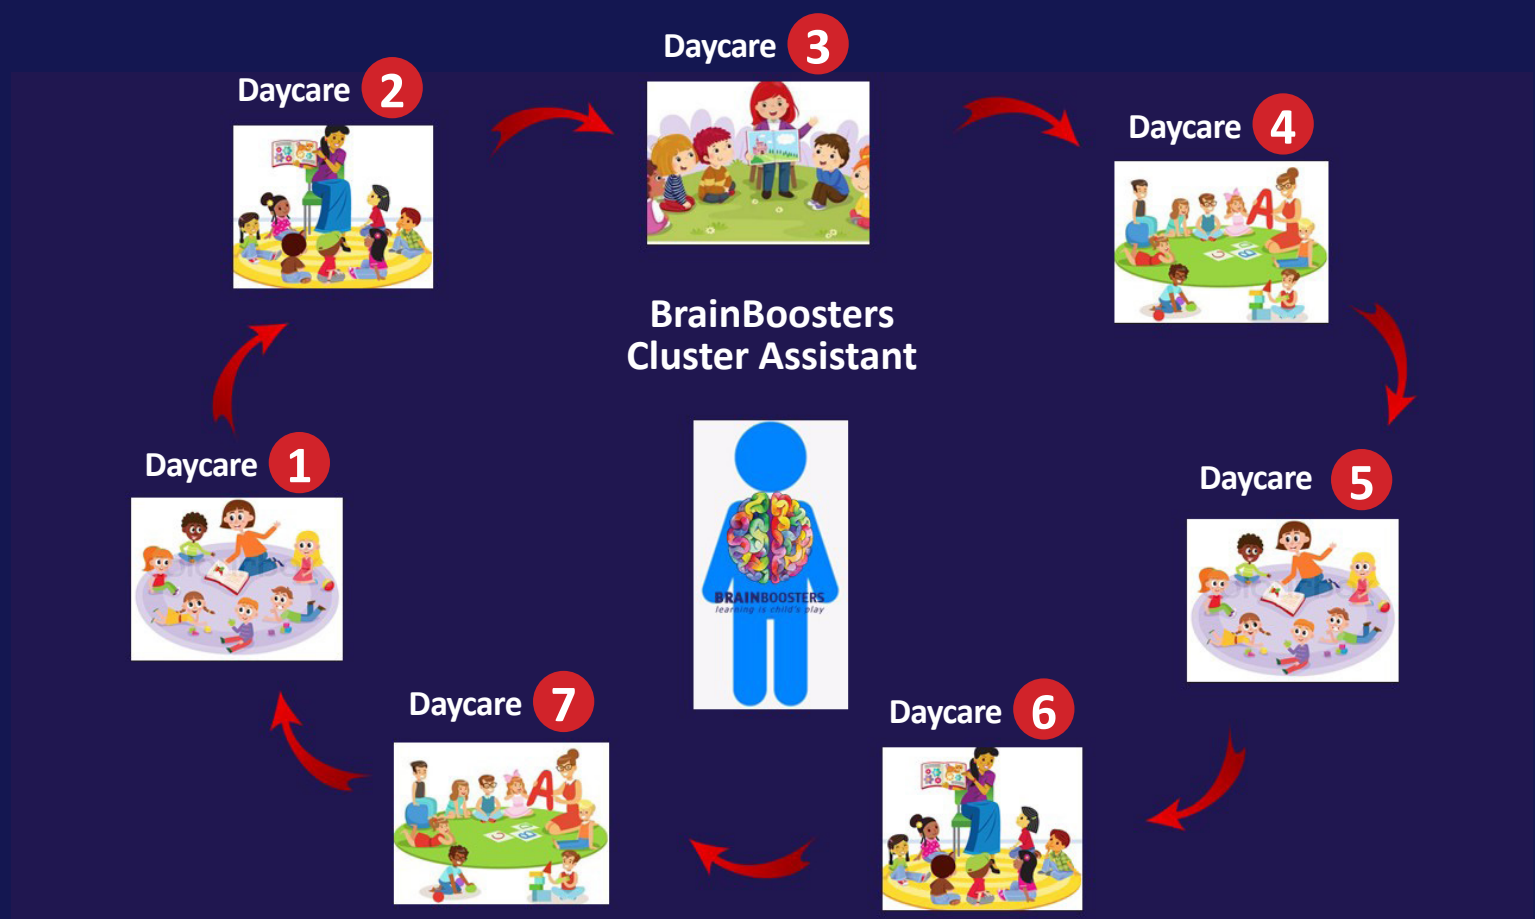 Daycare 3
Daycare 2
Daycare 4
BrainBoosters
Cluster Assistant
Daycare 1
Daycare 5
BRAINBOOSTERS
learning is child's play
Daycare 7
Daycare 6
A
A